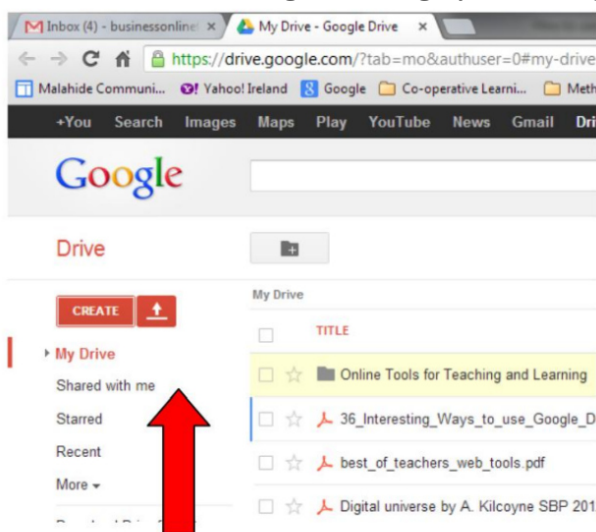 Inbox (4) - businessonline
My Drive - Google Drive
https://drive.google.com/?tab=mo&authuser=0#my-drive
Malahide Communi... Yahoo! Ireland Google Co-operative Learni... Meth
+You Search Images Maps Play YouTube News Gmail Dri
Google
Drive
CREATE
My Drive
TITLE
My Drive
Shared with me
Starred
Recent
More
Online Tools for Teaching and Learning
36_Interesting_Ways_to_use_Google_D
best_of_teachers_web_tools.pdf
Digital universe by A. Kilcoyne SBP 201